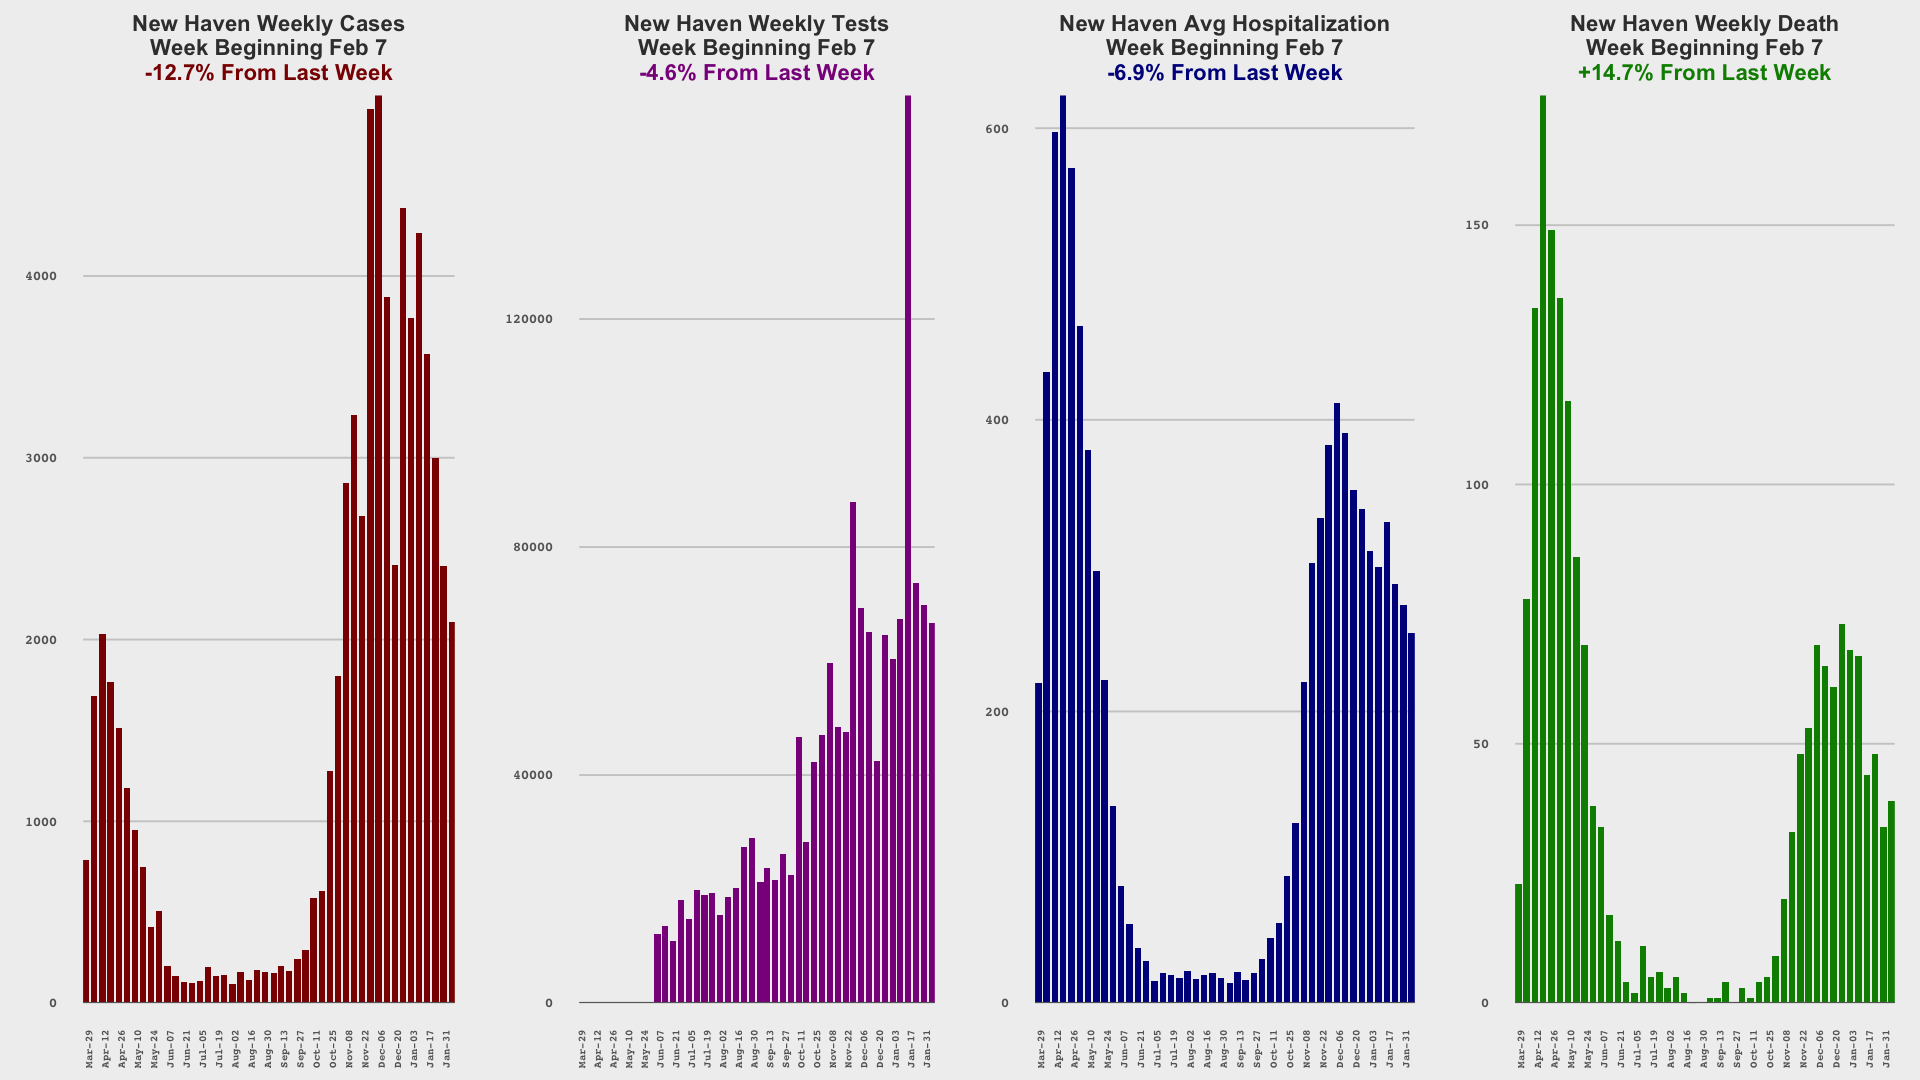 New Haven Weekly Cases
Week Beginning Feb 7
-12.7% From Last Week
4000
3000
2000
1000
0
Mar-29
Apr-12
Apr-26
May-10
May-24
Jun-07
Jun-21
Jul-05
Jul-19
Aug-02
Aug-16
Aug-30
Sep-13
Sep-27
Oct-11
Oct-25
Nov-08
Nov-22
Dec-06
Dec-20
Jan-03
Jan-17
Jan-31
New Haven Weekly Tests
Week Beginning Feb 7
-4.6% From Last Week
120000
80000
40000
0
Mar-29
Apr-12
Apr-26
May-10
May-24
Jun-07
Jun-21
Jul-05
Jul-19
Aug-02
Aug-16
Aug-30
Sep-13
Sep-27
Oct-11
Oct-25
Nov-08
Nov-22
Dec-06
Dec-20
Jan-03
Jan-17
Jan-31
New Haven Avg Hospitalization
Week Beginning Feb 7
-6.9% From Last Week
600
400
200
0
Mar-29
Apr-12
Apr-26
May-10
May-24
Jun-07
Jun-21
Jul-05
Jul-19
Aug-02
Aug-16
Aug-30
Sep-13
Sep-27
Oct-11
Oct-25
Nov-08
Nov-22
Dec-06
Dec-20
Jan-03
Jan-17
Jan-31
New Haven Weekly Death
Week Beginning Feb 7
+14.7% From Last Week
150
100
50
0
Mar-29
Apr-12
Apr-26
May-10
May-24
Jun-07
Jun-21
Jul-05
Jul-19
Aug-02
Aug-16
Aug-30
Sep-13
Sep-27
Oct-11
Oct-25
Nov-08
Nov-22
Dec-06
Dec-20
Jan-03
Jan-17
Jan-31